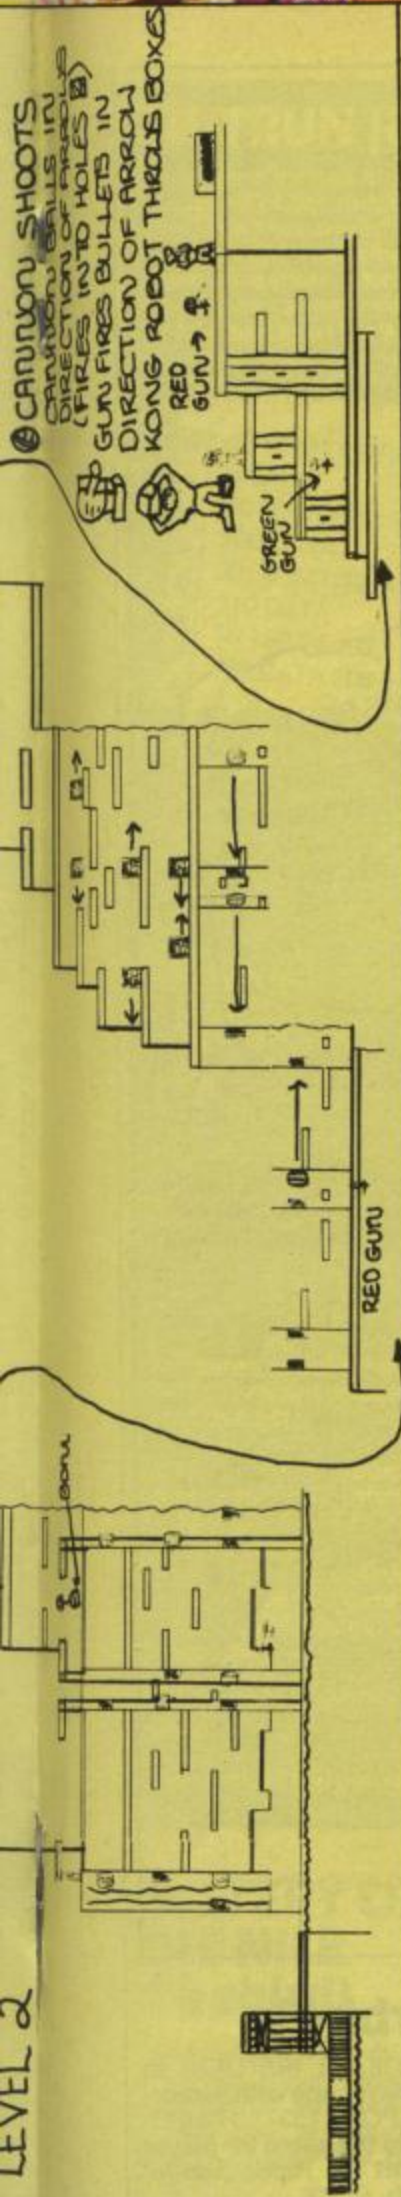 LEVEL 2
BOMB
RED GUN
CANNON SHOOTS
CANNON BALLS IN
DIRECTION OF ARROWS
(FIRES INTO HOLES)
GUN FIRES BULLETS IN
DIRECTION OF ARROW
KONG ROBOT THROWS BOXES
RED
GUN →
GREEN
GUN